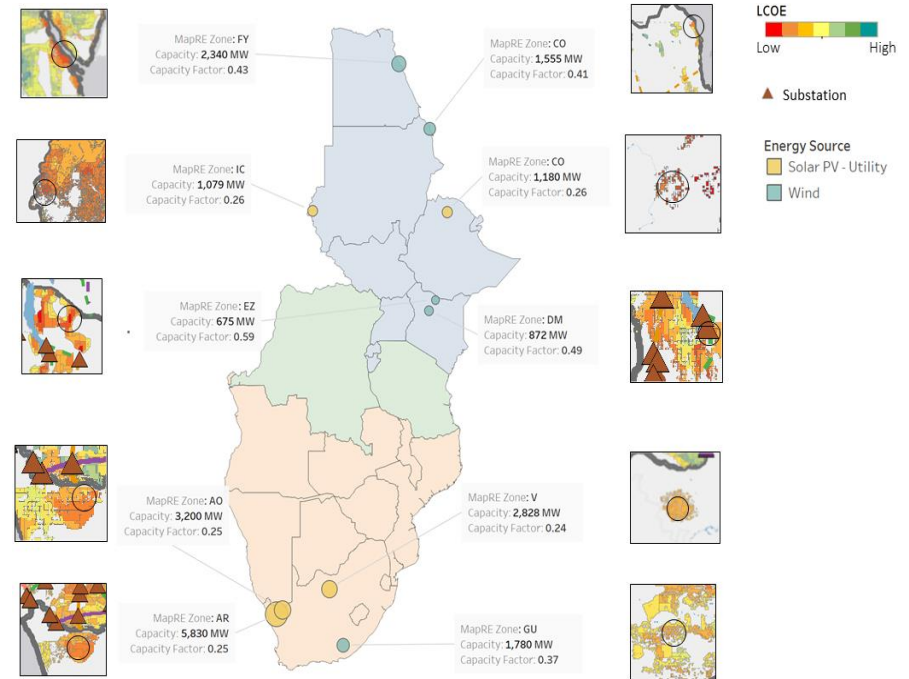 MapRE Zone: FY
Capacity: 2,340 MW
Capacity Factor: 0.43
MapRE Zone: CO
Capacity: 1,555 MW
Capacity Factor: 0.41
LCOE
Low
High
Substation
Energy Source
Solar PV - Utility
Wind
MapRE Zone: IC
Capacity: 1,079 MW
Capacity Factor: 0.26
MapRE Zone: CO
Capacity: 1,180 MW
Capacity Factor: 0.26
MapRE Zone: EZ
Capacity: 675 MW
Capacity Factor: 0.59
MapRE Zone: DM
Capacity: 872 MW
Capacity Factor: 0.49
MapRE Zone: AO
Capacity: 3,200 MW
Capacity Factor: 0.25
MapRE Zone: V
Capacity: 2,828 MW
Capacity Factor: 0.24
MapRE Zone: AR
Capacity: 5,830 MW
Capacity Factor: 0.25
MapRE Zone: GU
Capacity: 1,780 MW
Capacity Factor: 0.37